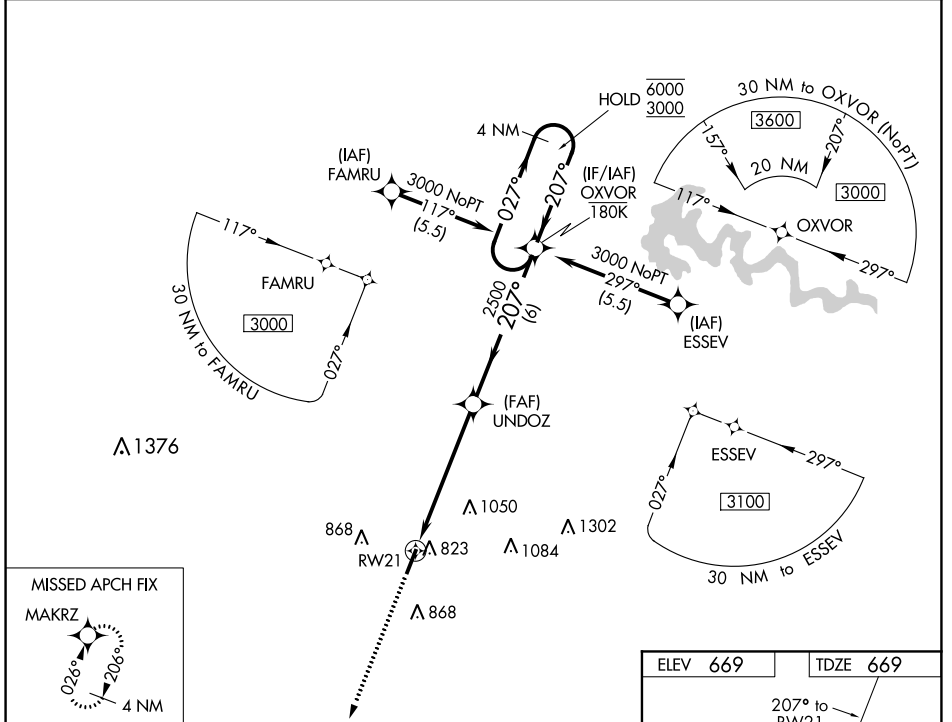 30 NM to OXVOR (NoPT)
3600
157°
207°
20 NM
3000
117°
OXVOR
297°
HOLD
6000
3000
4 NM
027°
207°
(IF/IAF)
OXVOR
180K
(IAF)
FAMRU
3000 NoPT
117°
(5.5)
3000 NoPT
297°
(5.5)
(IAF)
ESSEV
117°
FAMRU
3000
027°
30 NM to FAMRU
2500
207°
(6)
(FAF)
UNDOZ
1376
ESSEV
297°
027°
3100
30 NM to ESSEV
1050
1302
868
RW21
823
1084
868
MISSED APCH FIX
MAKRZ
026°
206°
4 NM
ELEV 669
TDZE 669
207° to
RW21